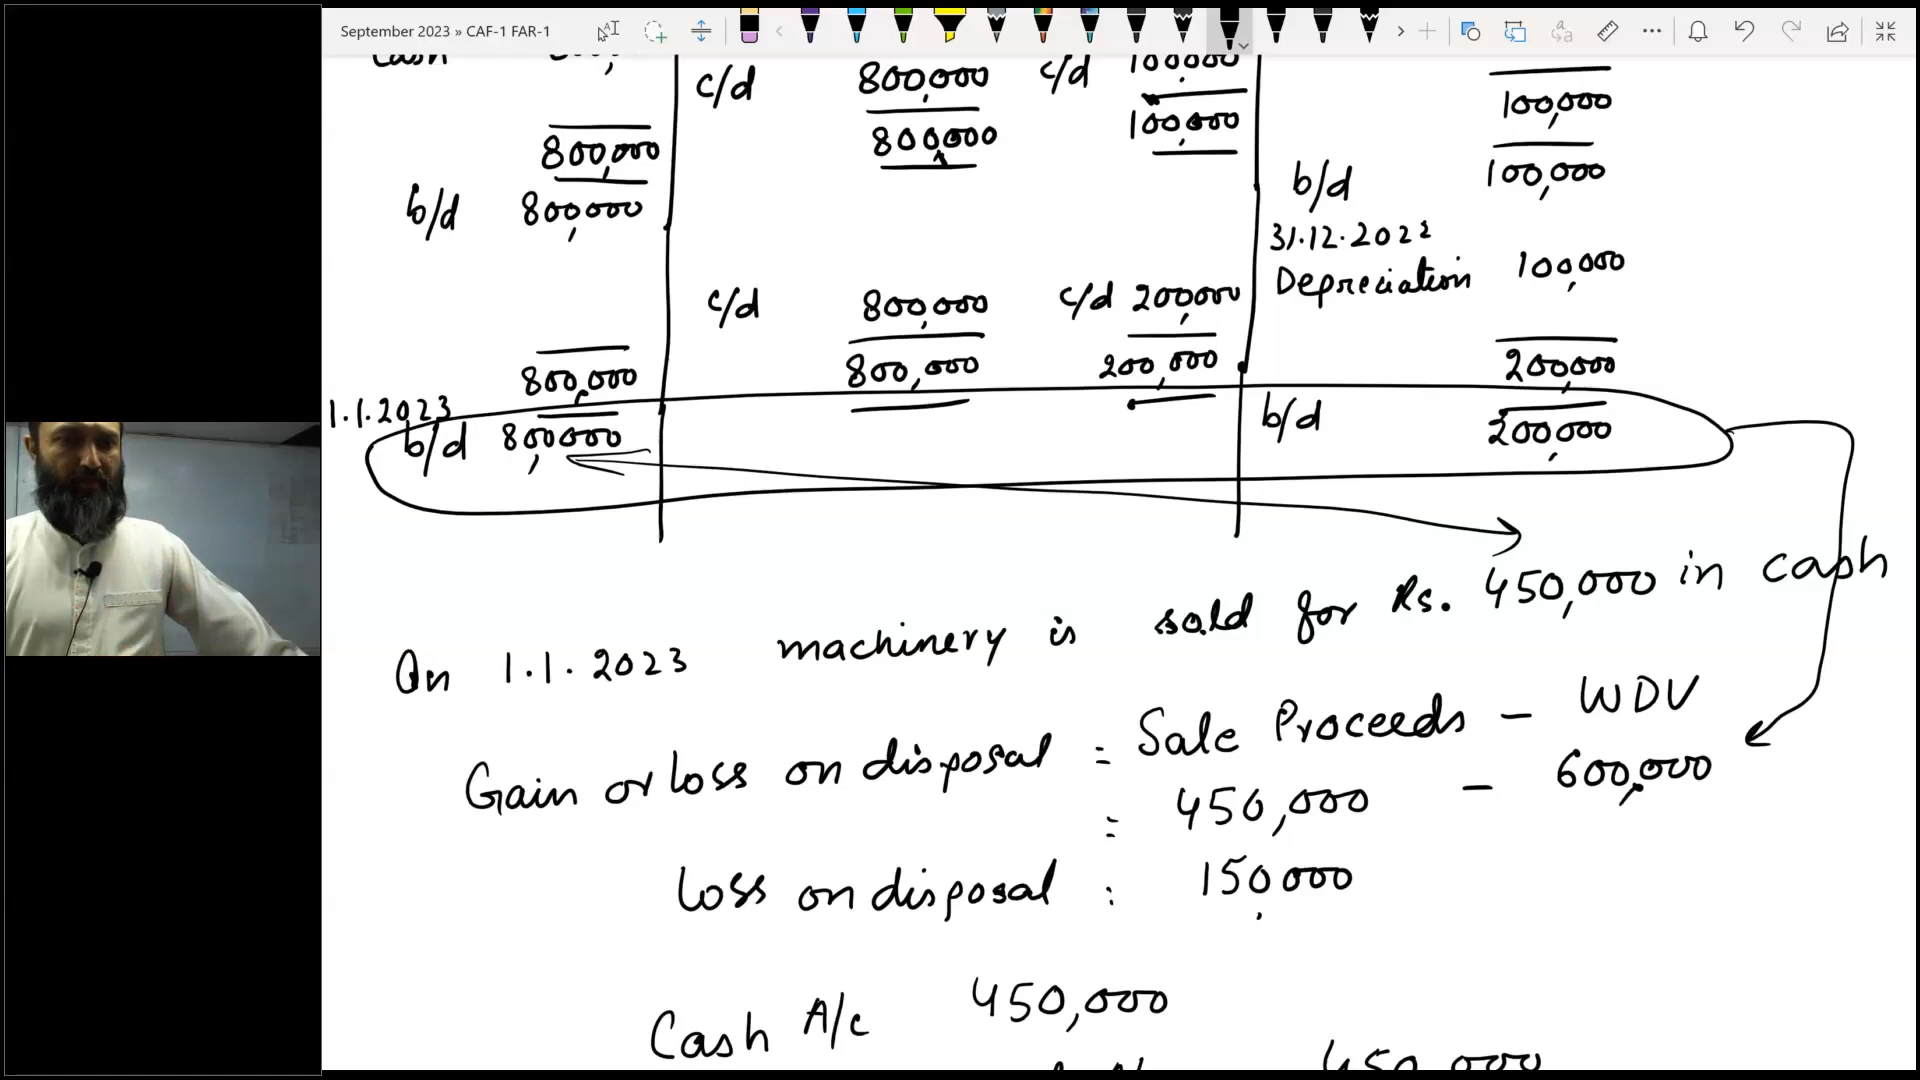 September 2023 » CAF-1 FAR-1
Cash
c/d 800,000 c/d 100,000
100,000
800,000 800,000 100,000
b/d 800,000 b/d 100,000
31.12.2022
Depreciation 100,000
c/d 800,000 c/d 200,000
800,000 800,000 200,000 200,000
1.1.2023
b/d 800,000 b/d 200,000
On 1.1.2023 machinery is sold for Rs. 450,000 in cash
Gain or loss on disposal = Sale Proceeds - WDV
= 450,000 - 600,000
Loss on disposal : 150,000
Cash A/c 450,000
450,000